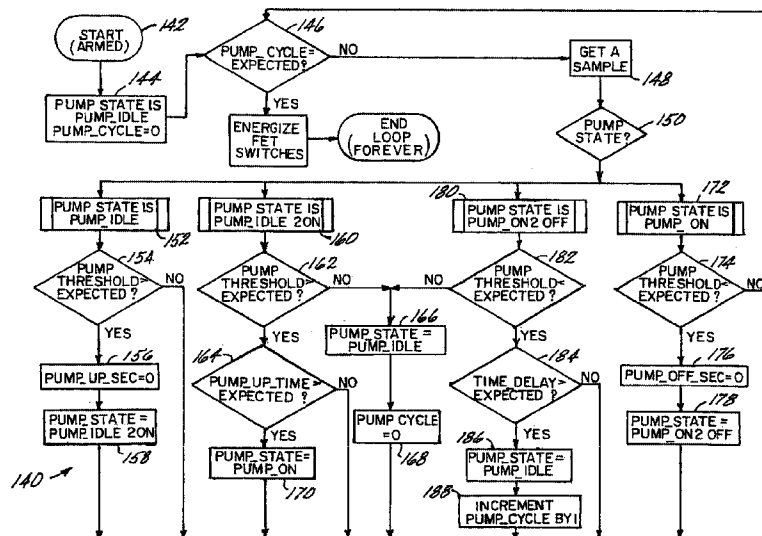 START
(ARMED)
142
144
PUMP STATE IS
PUMP_IDLE
PUMP_CYCLE=0
146
PUMP_CYCLE=
EXPECTED?
NO
YES
ENERGIZE
FET
SWITCHES
END
LOOP
(FOREVER)
GET A
SAMPLE
148
PUMP
STATE?
150
PUMP STATE IS
PUMP_IDLE
152
154
PUMP
THRESHOLD=
EXPECTED?
NO
YES
156
PUMP_UP_SEC=0
PUMP_STATE=
PUMP_IDLE 2ON
158
140
PUMP STATE IS
PUMP_IDLE 2ON
160
162
PUMP
THRESHOLD=
EXPECTED?
NO
YES
164
PUMP_UP_TIME=
EXPECTED?
NO
YES
PUMP_STATE=
PUMP_ON
170
166
PUMP_STATE=
PUMP_IDLE
PUMP CYCLE
=0
168
180
PUMP STATE IS
PUMP_ON2 OFF
182
PUMP
THRESHOLD<
EXPECTED?
NO
YES
184
TIME_DELAY>
EXPECTED?
NO
YES
186
PUMP_STATE=
PUMP_IDLE
188
INCREMENT
PUMP_CYCLE BY 1
172
PUMP STATE IS
PUMP_ON
174
PUMP
THRESHOLD<
EXPECTED?
NO
YES
176
PUMP_OFF_SEC=0
178
PUMP_STATE=
PUMP_ON2 OFF